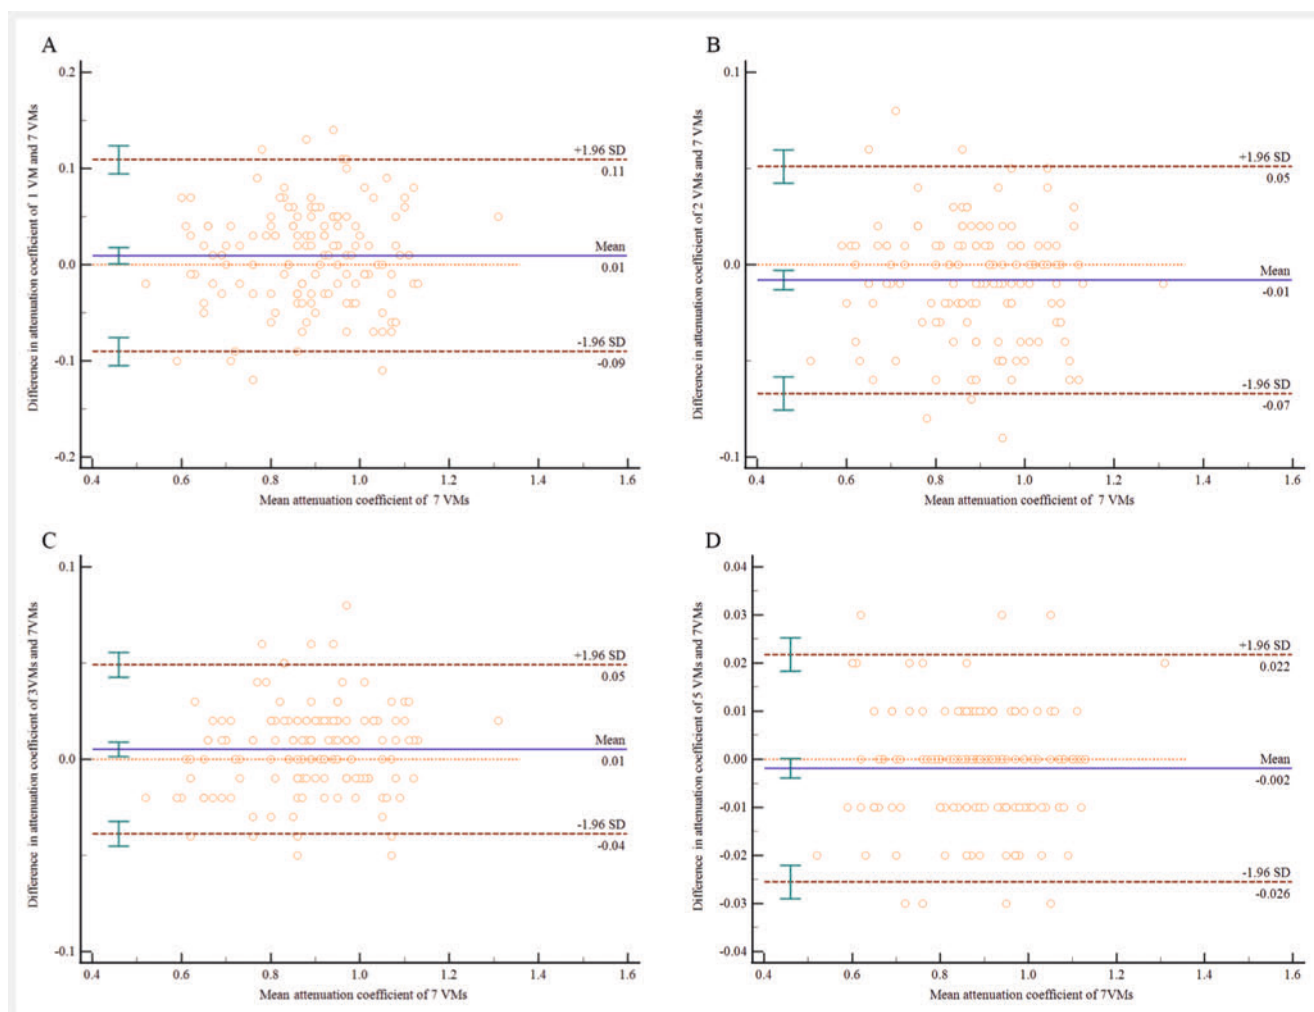 A
Difference in attenuation coefficient of 1 VM and 7 VMs
0.2
0.1
0.0
-0.1
-0.2
+1.96 SD
0.11
Mean
0.01
-1.96 SD
-0.09
0.4 0.6 0.8 1.0 1.2 1.4 1.6
Mean attenuation coefficient of 7 VMs
B
Difference in attenuation coefficient of 2 VMs and 7 VMs
0.1
0.0
-0.1
+1.96 SD
0.05
Mean
-0.01
-1.96 SD
-0.07
0.4 0.6 0.8 1.0 1.2 1.4 1.6
Mean attenuation coefficient of 7 VMs
C
Difference in attenuation coefficient of 3VMs and 7VMs
0.1
0.0
-0.1
+1.96 SD
0.05
Mean
0.01
-1.96 SD
-0.04
0.4 0.6 0.8 1.0 1.2 1.4 1.6
Mean attenuation coefficient of 7 VMs
D
Difference in attenuation coefficient of 5 VMs and 7VMs
0.04
0.03
0.02
0.01
0.00
-0.01
-0.02
-0.03
-0.04
+1.96 SD
0.022
Mean
-0.002
-1.96 SD
-0.026
0.4 0.6 0.8 1.0 1.2 1.4 1.6
Mean attenuation coefficient of 7VMs